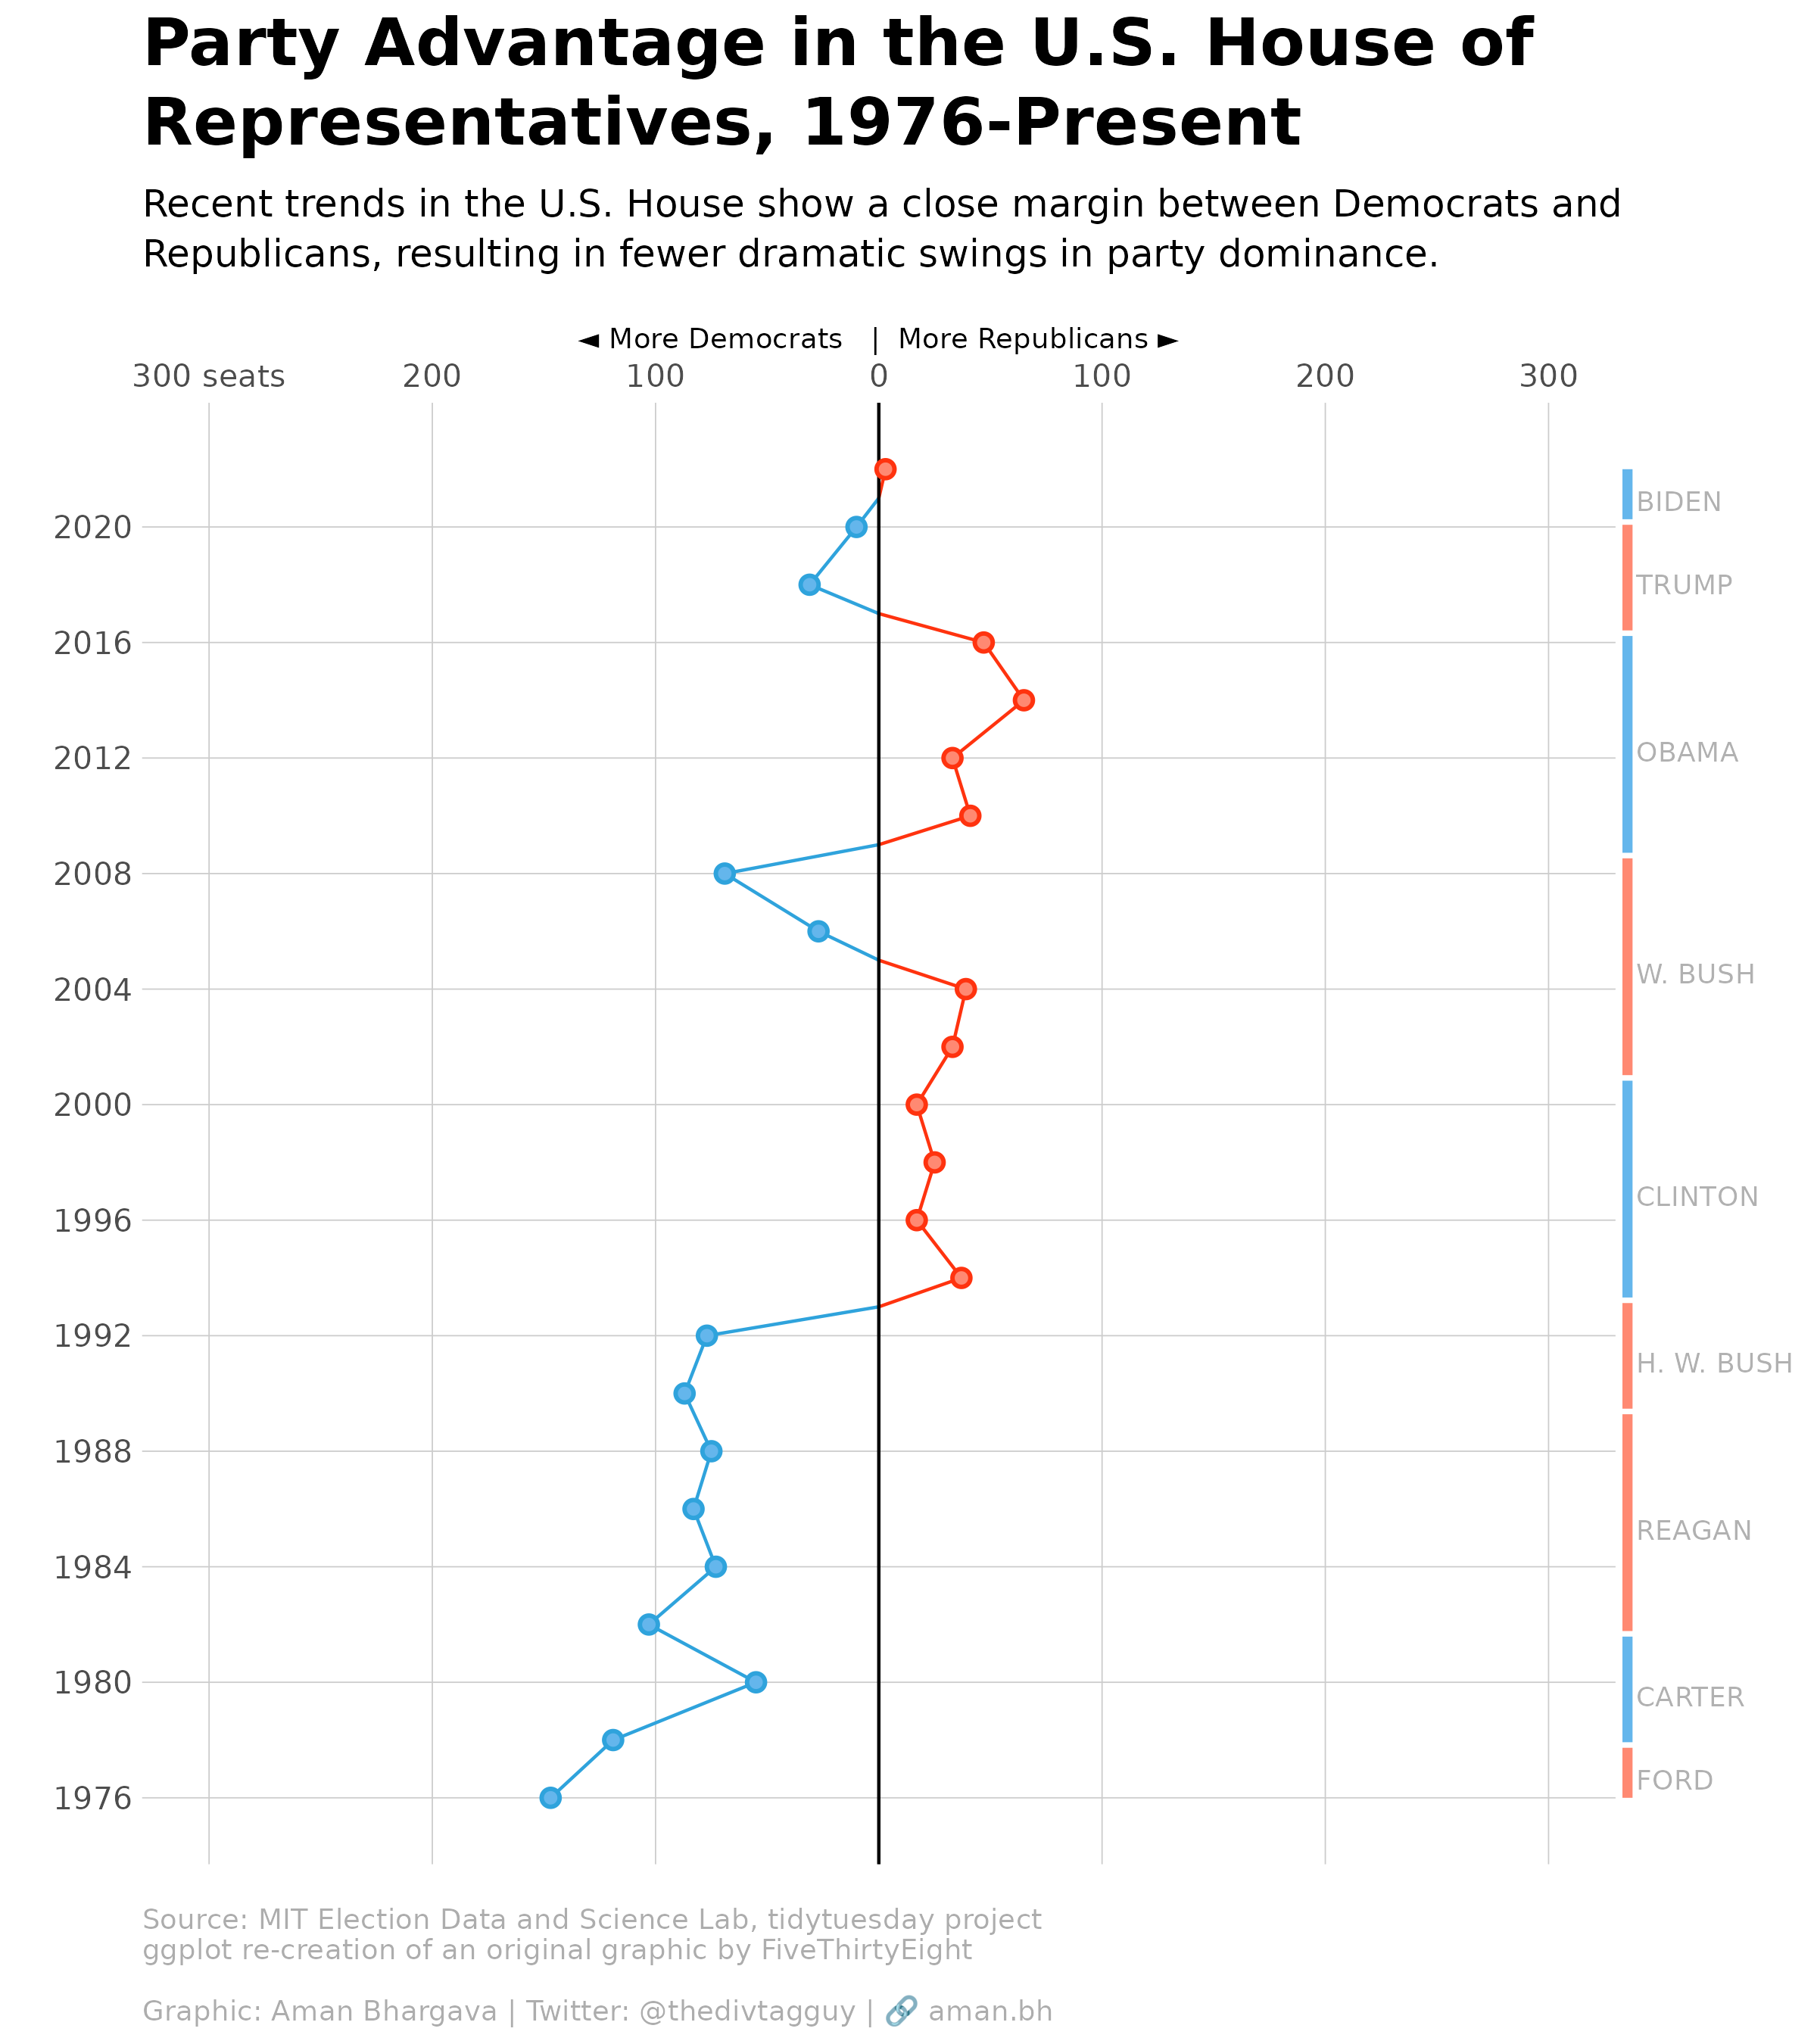 Party Advantage in the U.S. House of
Representatives, 1976-Present
Recent trends in the U.S. House show a close margin between Democrats and
Republicans, resulting in fewer dramatic swings in party dominance.
◄ More Democrats | More Republicans ►
300 seats 200 100 0 100 200 300
BIDEN
2020
TRUMP
2016
OBAMA
2012
2008
W. BUSH
2004
2000
CLINTON
1996
1992
H. W. BUSH
1988
REAGAN
1984
1980
CARTER
FORD
1976
Source: MIT Election Data and Science Lab, tidytuesday project
ggplot re-creation of an original graphic by FiveThirtyEight
Graphic: Aman Bhargava | Twitter: @thedivtagguy | 🔗 aman.bh